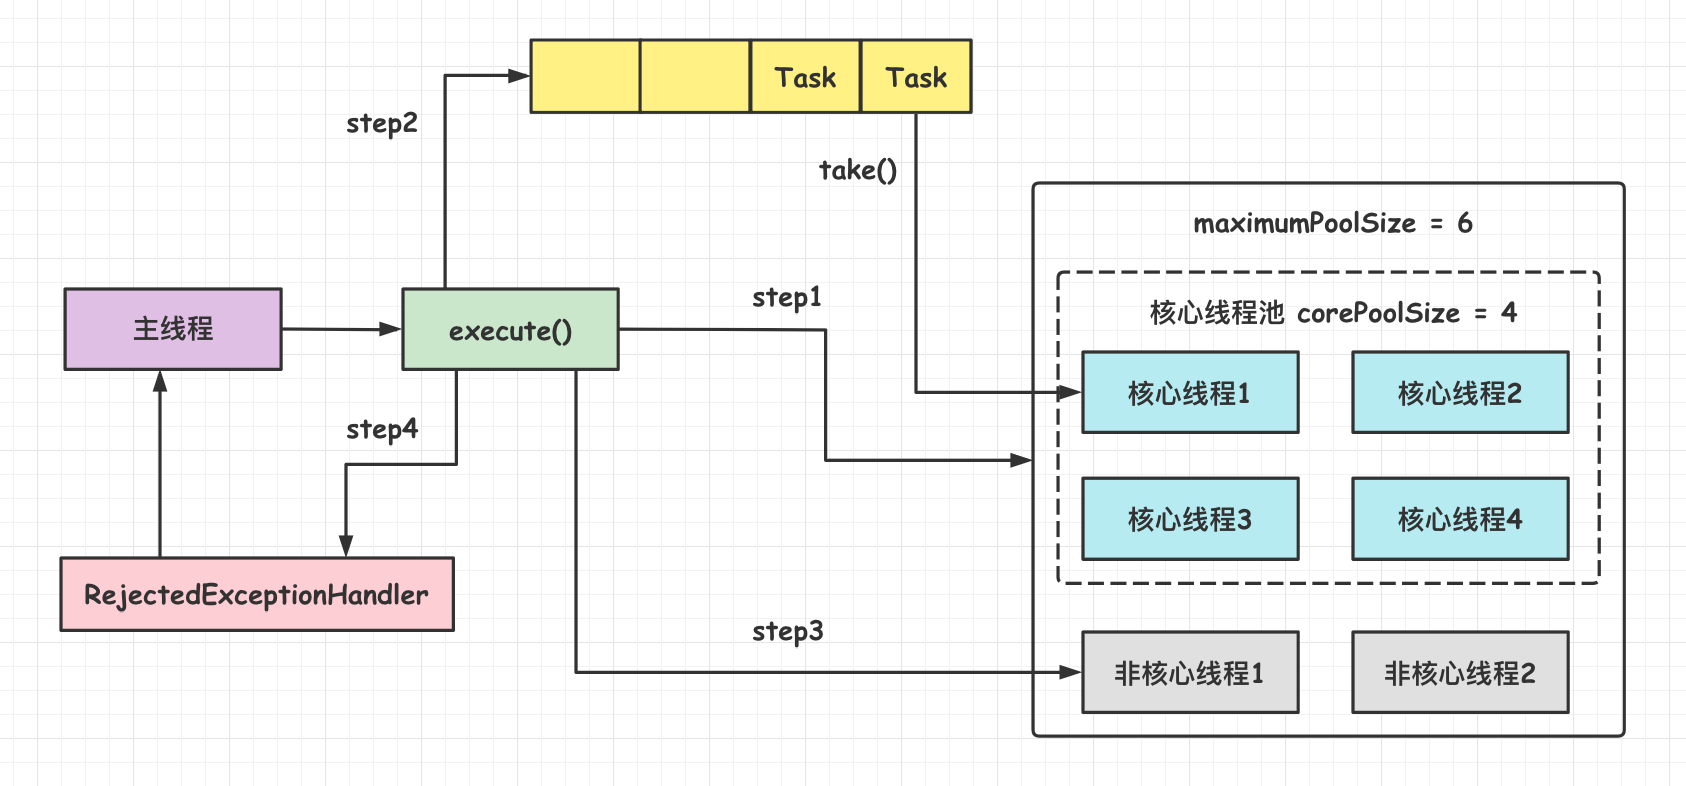 Task
Task
step2
take()
maximumPoolSize = 6
step1
核心线程池 corePoolSize = 4
主线程
execute()
核心线程1
核心线程2
step4
核心线程3
核心线程4
RejectedExceptionHandler
step3
非核心线程1
非核心线程2